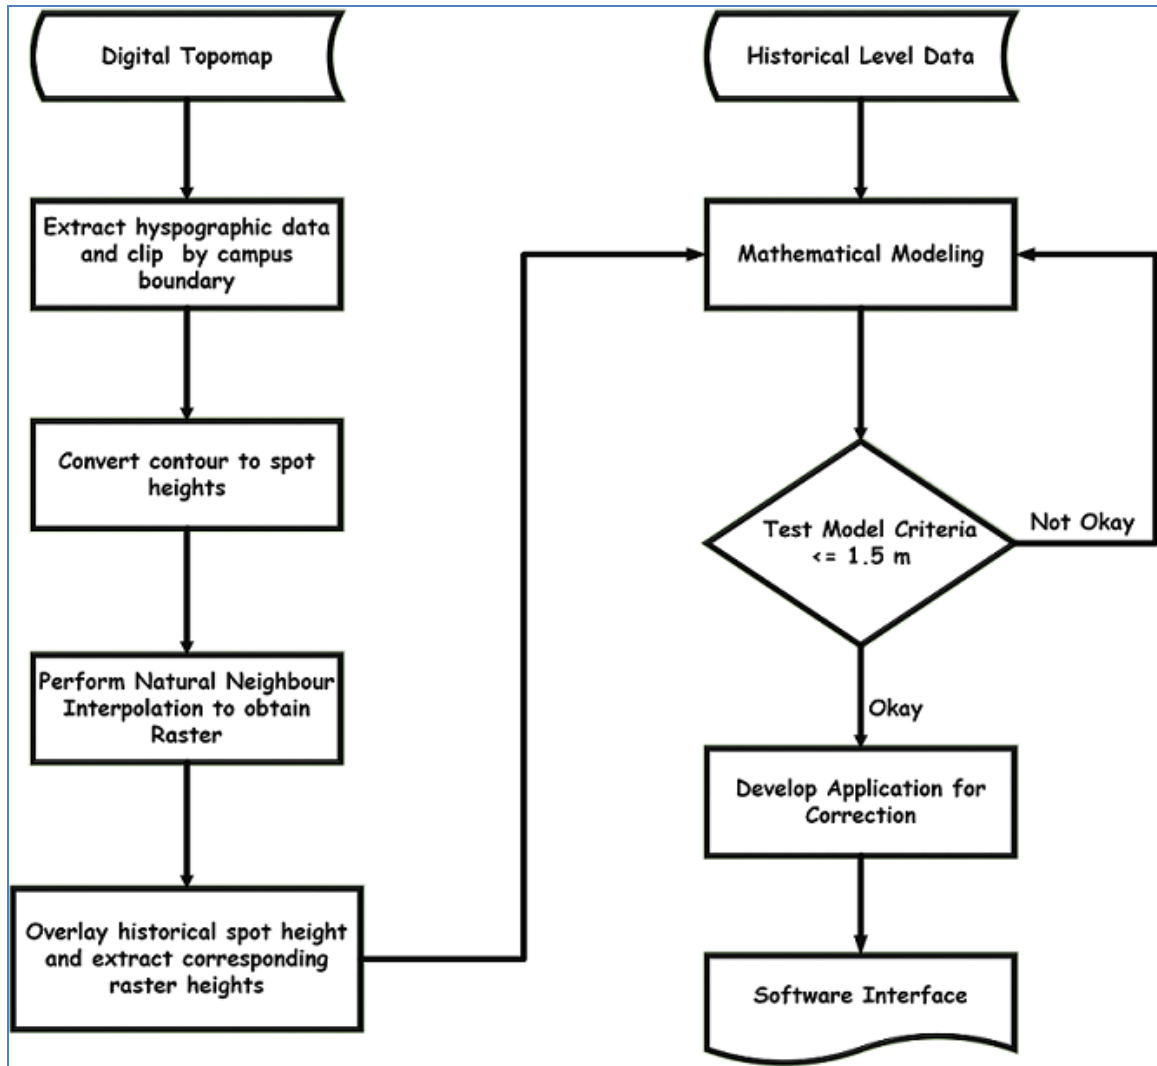 Digital Topomap
Extract hyspographic data
and clip by campus
boundary
Convert contour to spot
heights
Perform Natural Neighbour
Interpolation to obtain
Raster
Overlay historical spot height
and extract corresponding
raster heights
Historical Level Data
Mathematical Modeling
Test Model Criteria
<= 1.5 m
Not Okay
Okay
Develop Application for
Correction
Software Interface